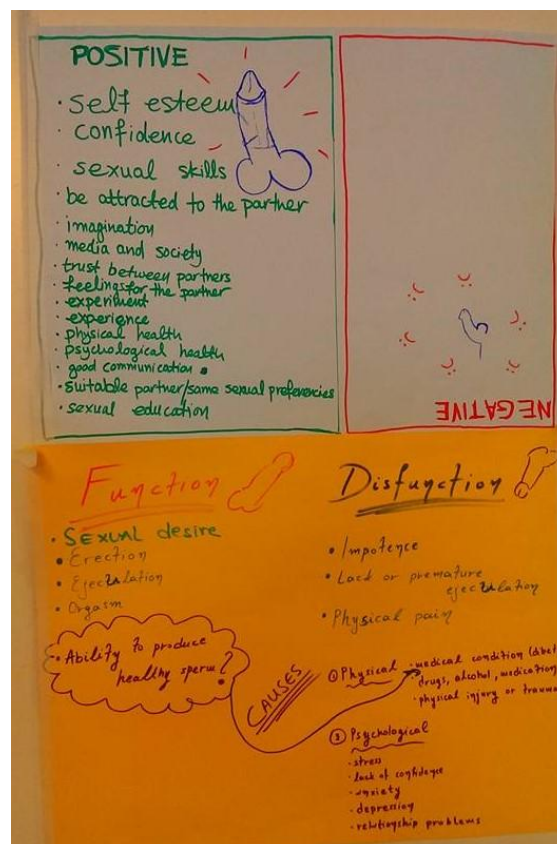 POSITIVE
· self esteem
· confidence
· sexual skills
· be attracted to the partner
· imagination
· media and society
· trust between partners
· feelings for the partner
· experiment
· experience
· physical health
· psychological health
· good communication
· suitable partner/same sexual preferencies
· sexual education
NEGATIVE
Function
· SEXUAL desire
· Erection
· Ejaculation
· Orgasm
· Ability to produce
healthy sperm?
Disfunction
· Impotence
· Lack or premature
ejaculation
· Physical pain
CAUSES
① Physical
· medical condition (diabet
· drugs, alcohol, medication
· physical injury or trauma
② Psychological
· stress
· lack of confidence
· anxiety
· depression
· relationship problems